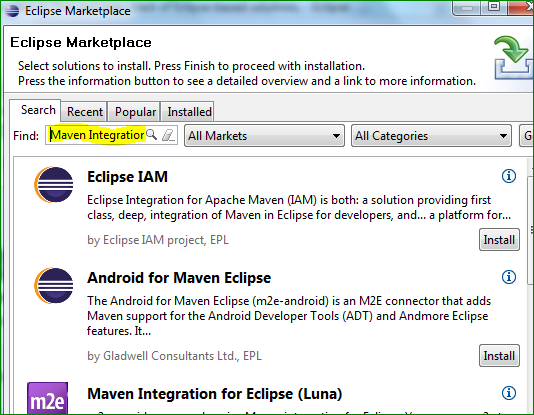 Eclipse Marketplace
Eclipse Marketplace
Select solutions to install. Press Finish to proceed with installation.
Press the information button to see a detailed overview and a link to more information.
Search Recent Popular Installed
Find: Maven Integration All Markets All Categories
Eclipse IAM
Eclipse Integration for Apache Maven (IAM) is both: a solution providing first
class, deep, integration of Maven in Eclipse for developers, and... a platform for...
by Eclipse IAM project, EPL
Install
Android for Maven Eclipse
The Android for Maven Eclipse (m2e-android) is an M2E connector that adds
Maven support for the Android Developer Tools (ADT) and Andmore Eclipse
features. It...
by Gladwell Consultants Ltd., EPL
Install
m2e
Maven Integration for Eclipse (Luna)